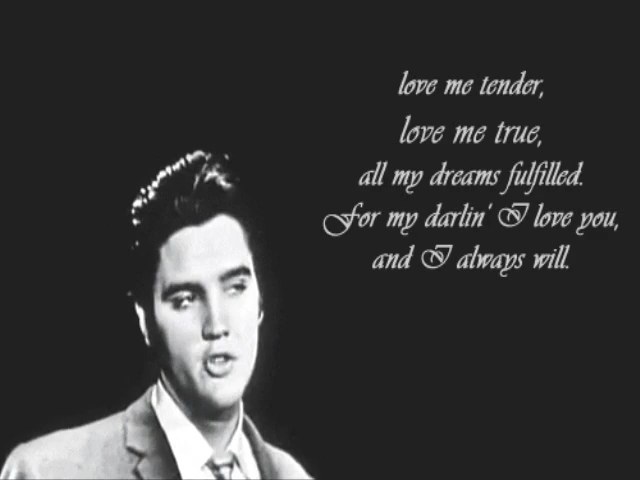 love me tender,
love me true,
all my dreams fulfilled.
For my darlin' I love you,
and I always will.